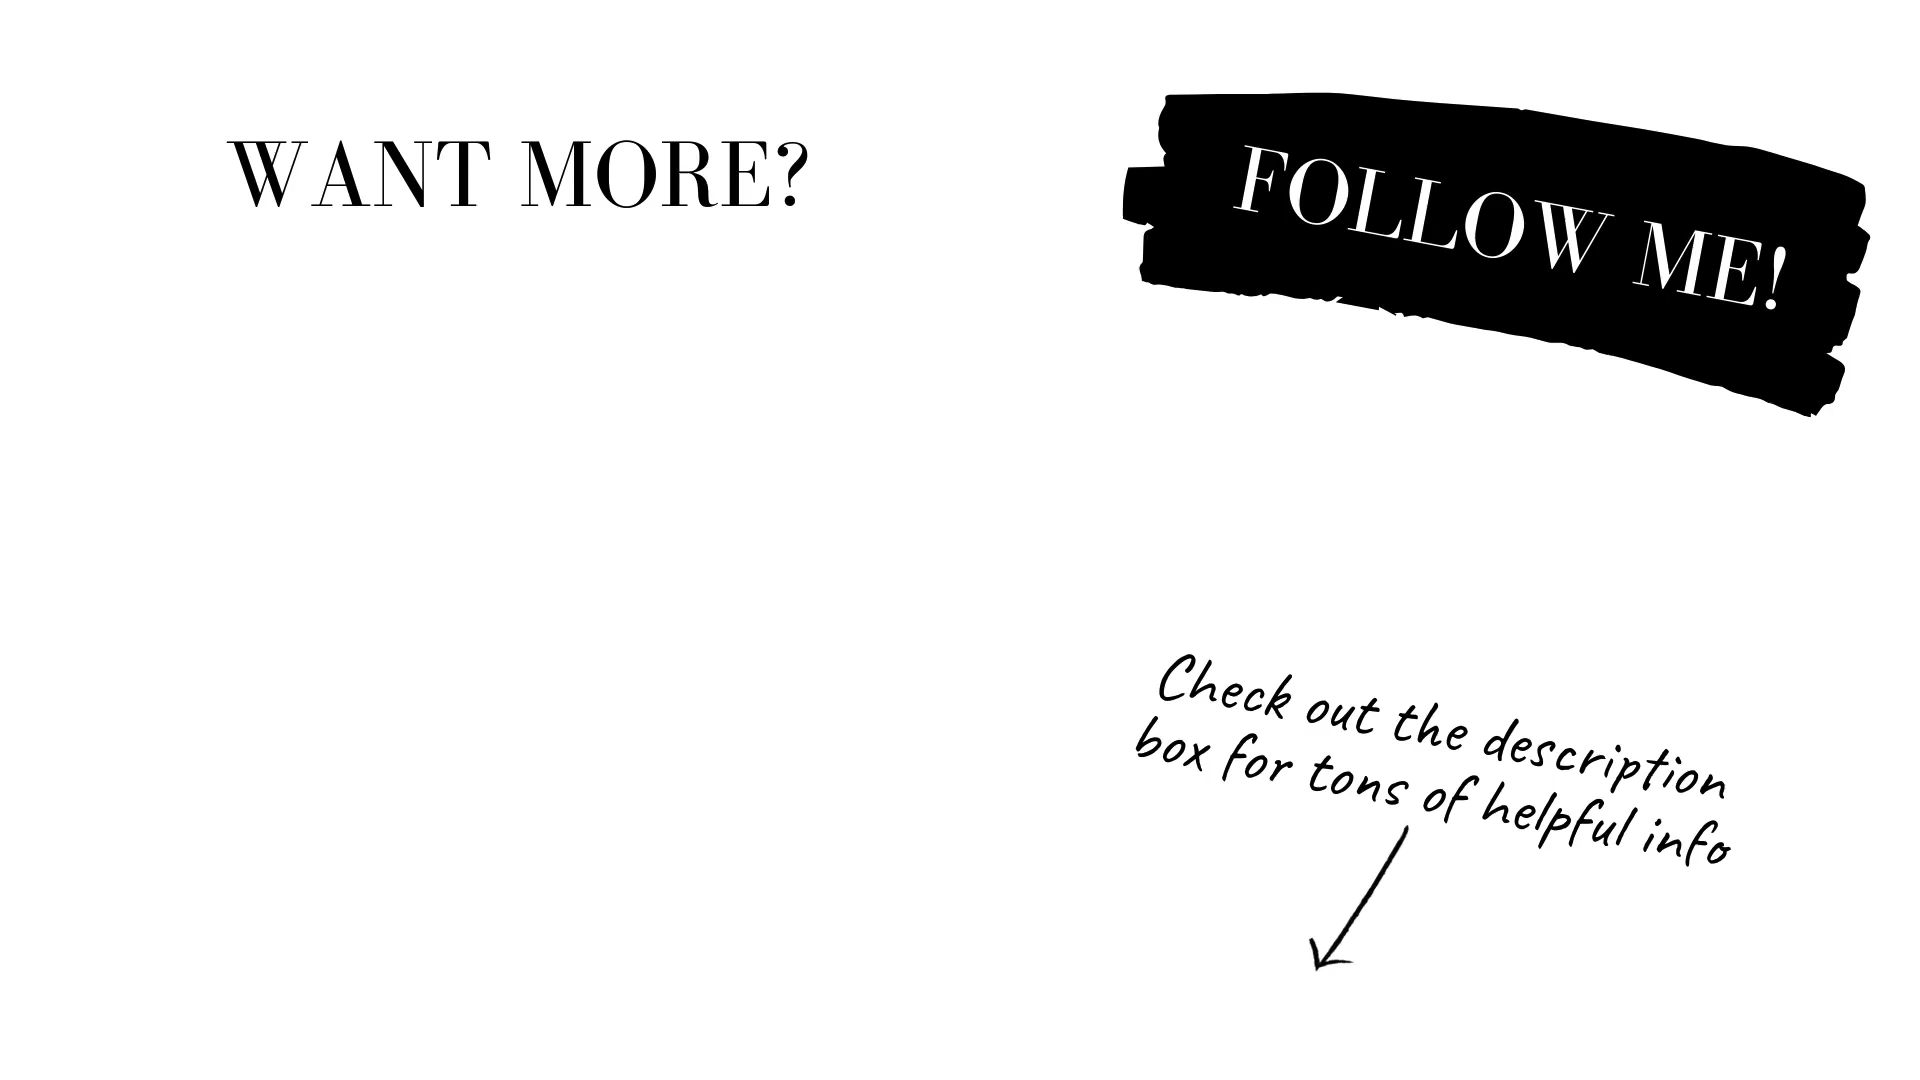 WANT MORE?
FOLLOW ME!
Check out the description
box for tons of helpful info